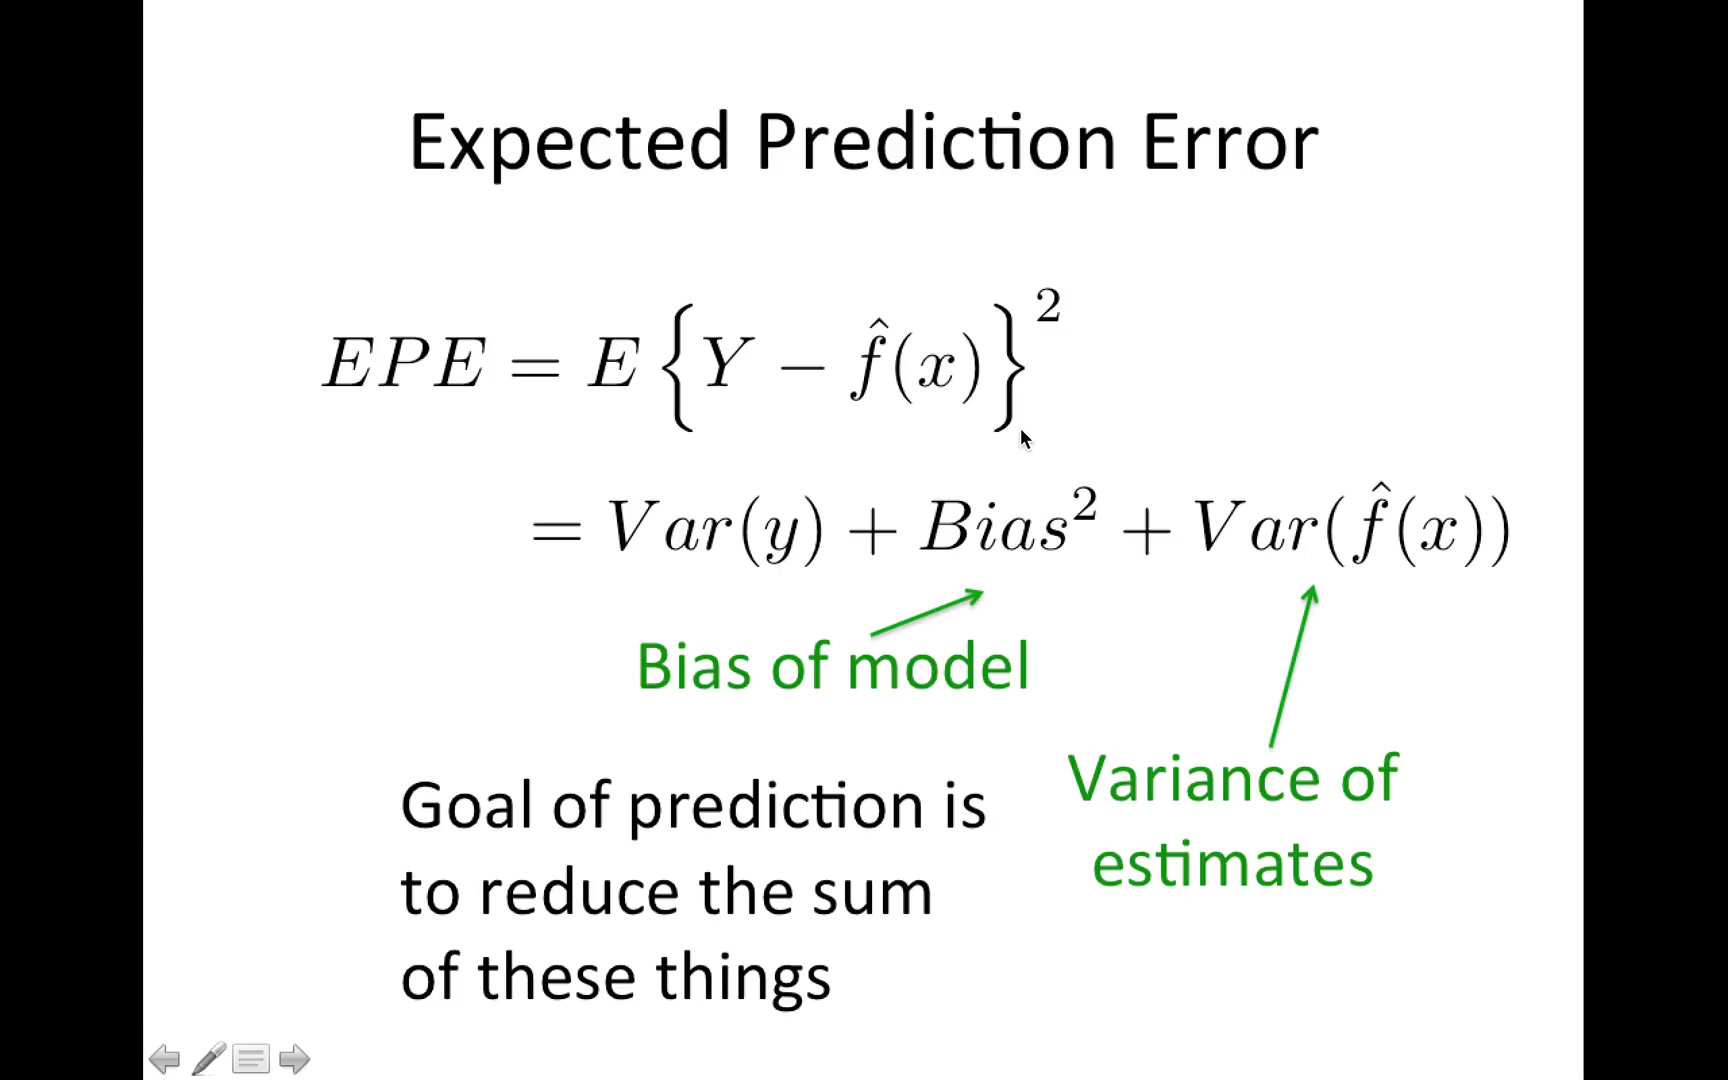 Expected Prediction Error
EPE = E {Y − f̂(x)}²
= Var(y) + Bias² + Var(f̂(x))
Bias of model
Variance of
estimates
Goal of prediction is
to reduce the sum
of these things